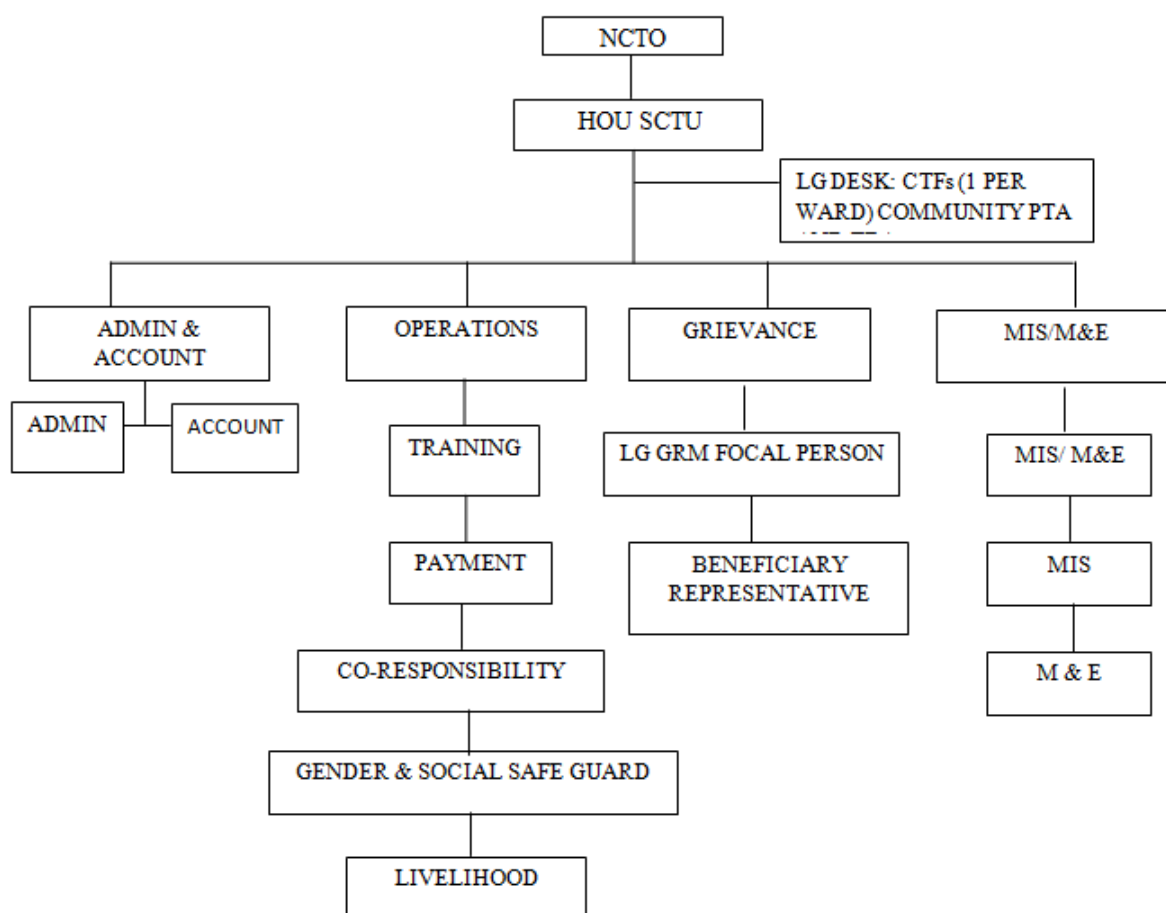 NCTO
HOU SCTU
LG DESK: CTFs (1 PER
WARD) COMMUNITY PTA
ADMIN &
ACCOUNT
OPERATIONS
GRIEVANCE
MIS/M&E
ADMIN
ACCOUNT
TRAINING
LG GRM FOCAL PERSON
MIS/ M&E
PAYMENT
BENEFICIARY
REPRESENTATIVE
MIS
CO-RESPONSIBILITY
M & E
GENDER & SOCIAL SAFE GUARD
LIVELIHOOD